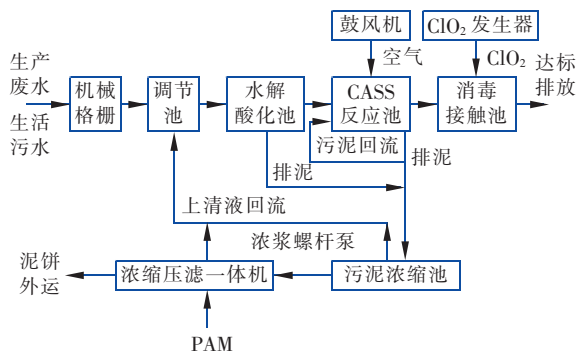 鼓风机
ClO₂发生器
生产
废水
空气
ClO₂
达标
排放
机械
格栅
调节
池
水解
酸化池
CASS
反应池
消毒
接触池
生活
污水
污泥回流
排泥
排泥
上清液回流
浓浆螺杆泵
泥饼
外运
浓缩压滤一体机
污泥浓缩池
PAM